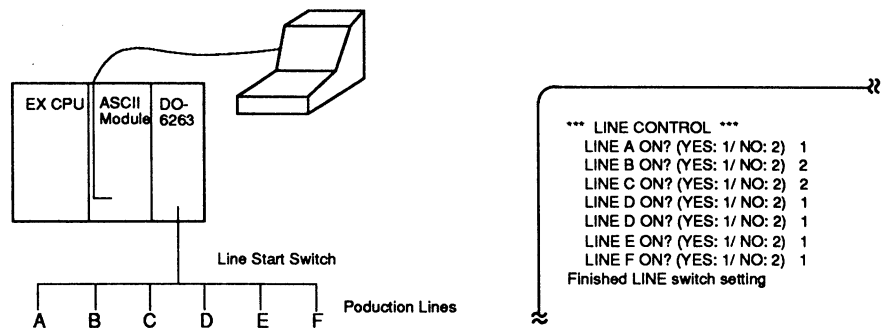 EX CPU
ASCII
Module
DO-
6263
Line Start Switch
A B C D E F
Poduction Lines
*** LINE CONTROL ***
LINE A ON? (YES: 1/ NO: 2) 1
LINE B ON? (YES: 1/ NO: 2) 2
LINE C ON? (YES: 1/ NO: 2) 2
LINE D ON? (YES: 1/ NO: 2) 1
LINE D ON? (YES: 1/ NO: 2) 1
LINE E ON? (YES: 1/ NO: 2) 1
LINE F ON? (YES: 1/ NO: 2) 1
Finished LINE switch setting